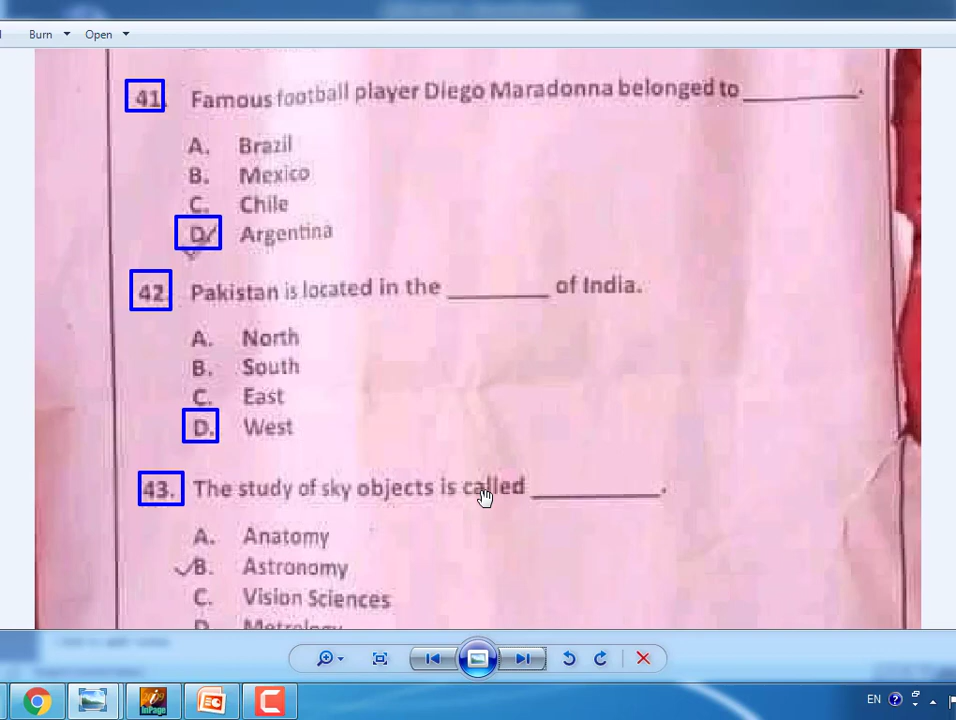 Burn Open
41. Famous football player Diego Maradonna belonged to ________.
A. Brazil
B. Mexico
C. Chile
D. Argentina
42. Pakistan is located in the ________ of India.
A. North
B. South
C. East
D. West
43. The study of sky objects is called ________.
A. Anatomy
B. Astronomy
C. Vision Sciences
D. Metrology
InPage
EN